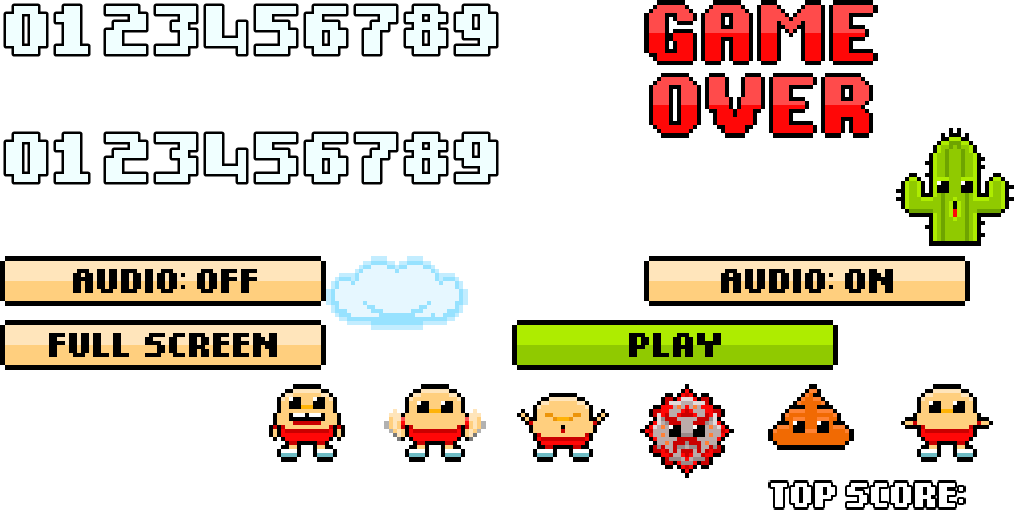 0123456789
GAME
OVER
0123456789
AUDIO: OFF
AUDIO: ON
FULL SCREEN
PLAY
TOP SCORE: